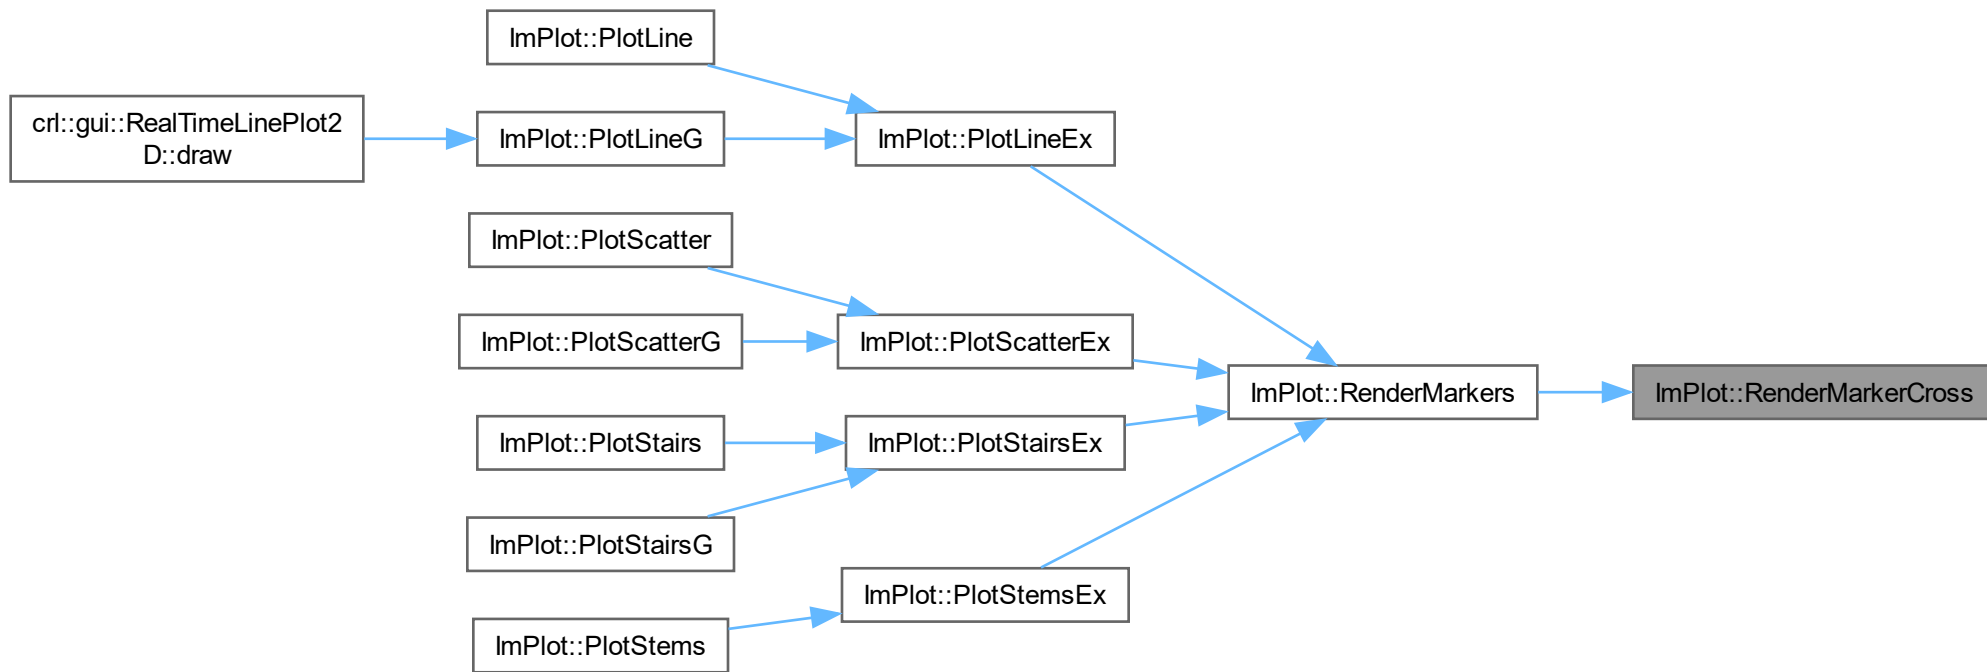 ImPlot::PlotLine
crl::gui::RealTimeLinePlot2
D::draw
ImPlot::PlotLineG
ImPlot::PlotLineEx
ImPlot::PlotScatter
ImPlot::PlotScatterG
ImPlot::PlotScatterEx
ImPlot::RenderMarkers
ImPlot::RenderMarkerCross
ImPlot::PlotStairs
ImPlot::PlotStairsEx
ImPlot::PlotStairsG
ImPlot::PlotStemsEx
ImPlot::PlotStems